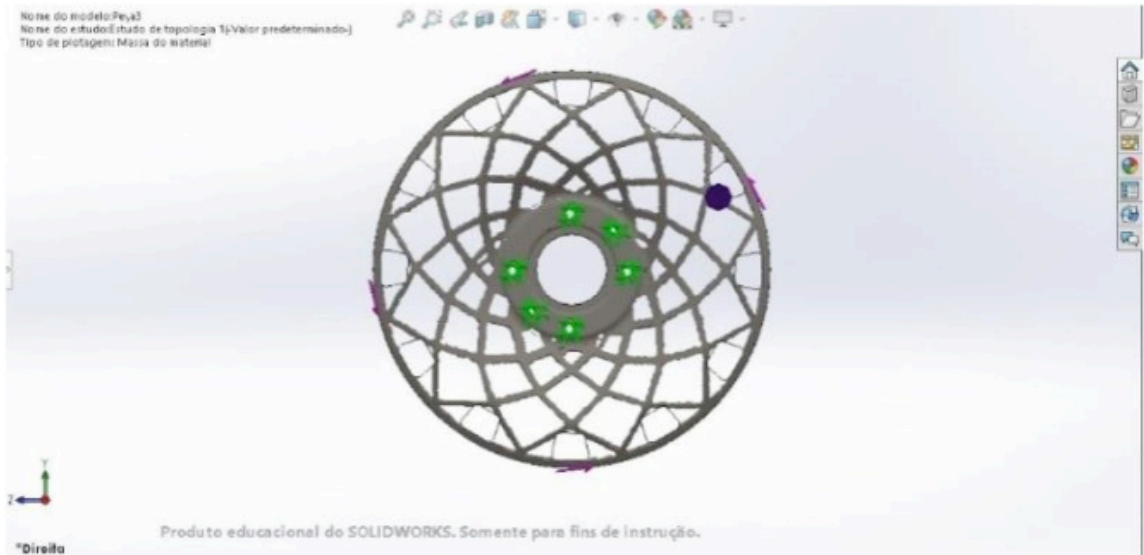 Nome do modelo:Peça3
Nome do estudo:Estudo de topologia 1(-Valor predeterminado-)
Tipo de plotagem: Massa do material
Y
Z
Produto educacional do SOLIDWORKS. Somente para fins de instrução.
*Direita